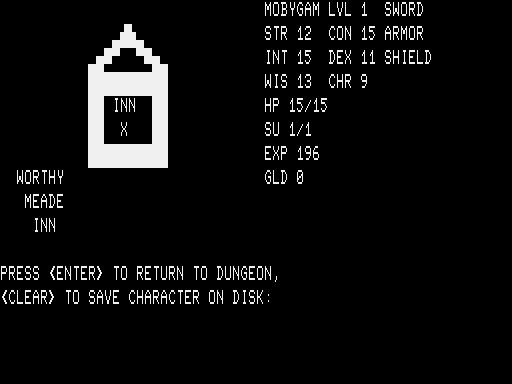 MOBYGAM LVL 1 SWORD
STR 12 CON 15 ARMOR
INT 15 DEX 11 SHIELD
WIS 13 CHR 9
HP 15/15
SU 1/1
EXP 196
GLD 0
INN
X
WORTHY
MEADE
INN
PRESS <ENTER> TO RETURN TO DUNGEON,
<CLEAR> TO SAVE CHARACTER ON DISK: